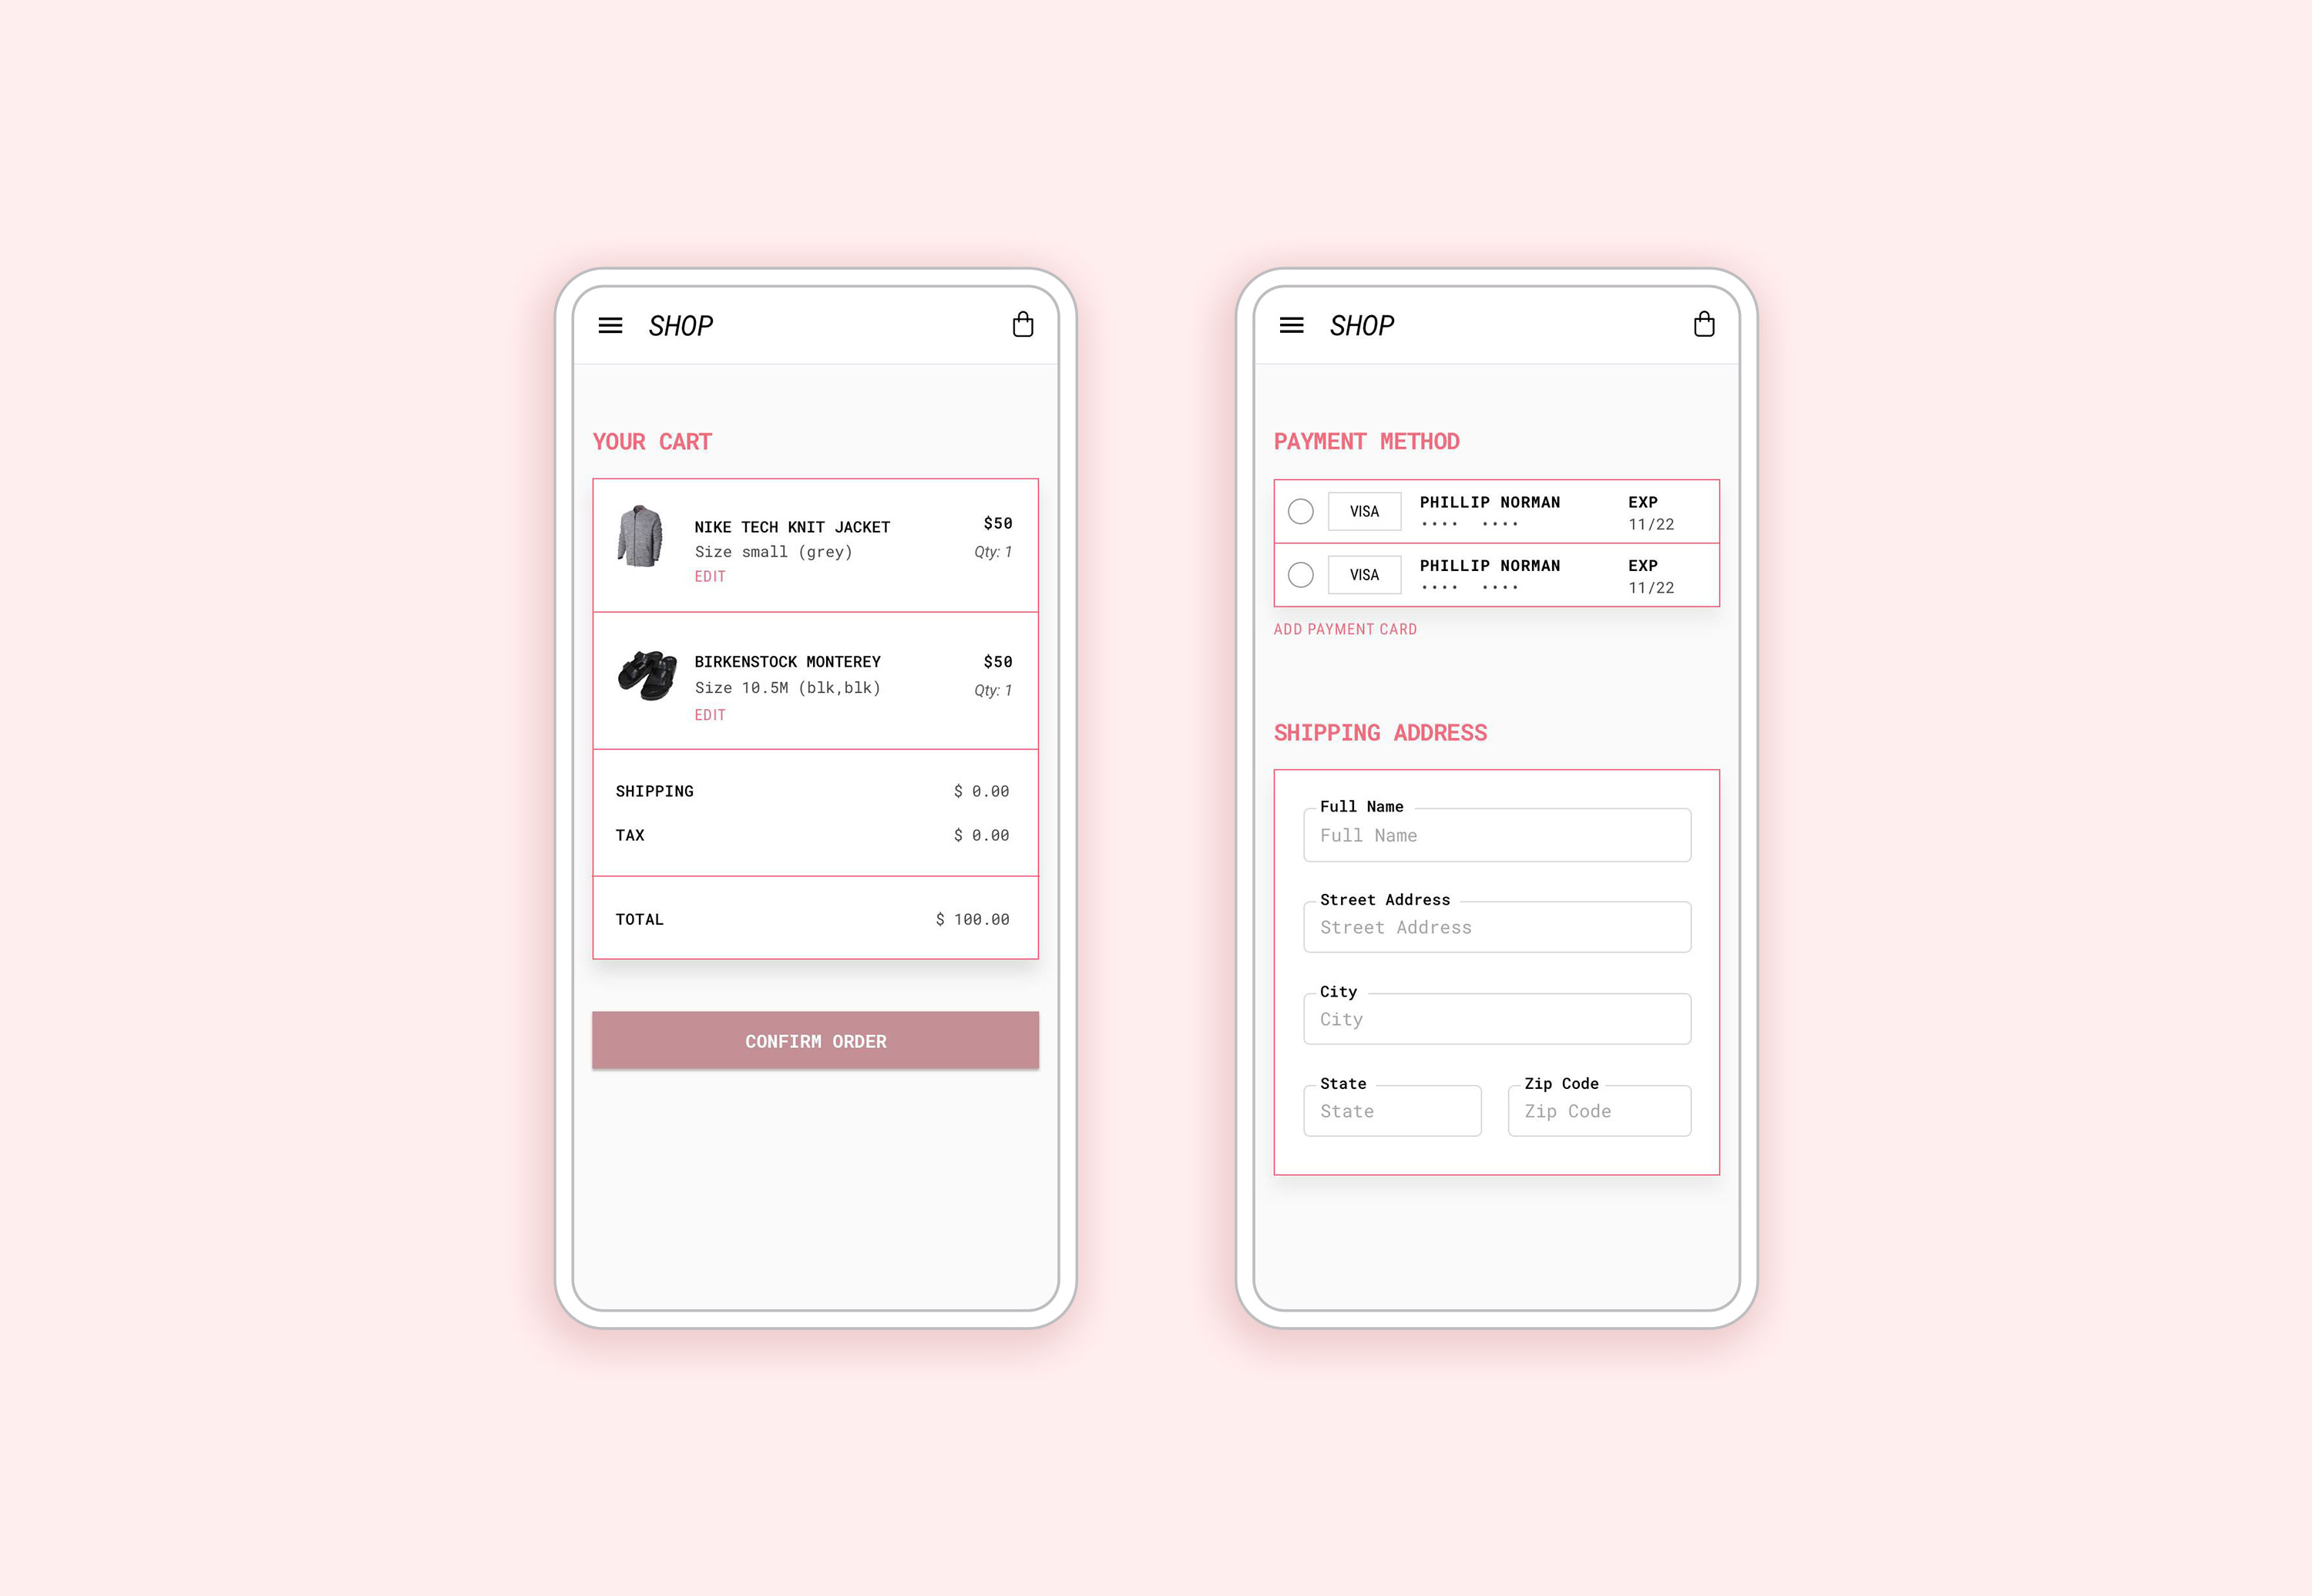 SHOP
YOUR CART
NIKE TECH KNIT JACKET $50
Size small (grey) Qty: 1
EDIT
BIRKENSTOCK MONTEREY $50
Size 10.5M (blk,blk) Qty: 1
EDIT
SHIPPING $ 0.00
TAX $ 0.00
TOTAL $ 100.00
CONFIRM ORDER
SHOP
PAYMENT METHOD
VISA PHILLIP NORMAN EXP
•••• •••• 11/22
VISA PHILLIP NORMAN EXP
•••• •••• 11/22
ADD PAYMENT CARD
SHIPPING ADDRESS
Full Name
Full Name
Street Address
Street Address
City
City
State Zip Code
State Zip Code